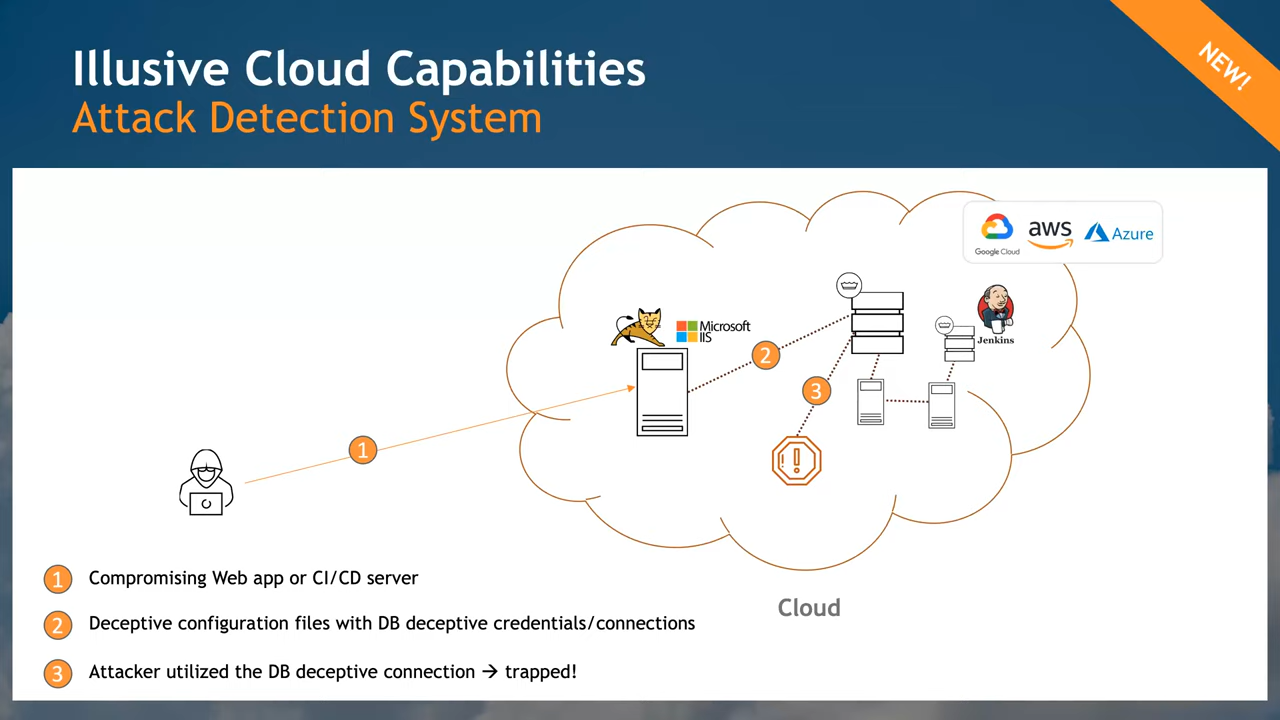 Illusive Cloud Capabilities
Attack Detection System
NEW!
Google Cloud
aws
Azure
Microsoft
IIS
Jenkins
2
3
1
Cloud
1 Compromising Web app or CI/CD server
2 Deceptive configuration files with DB deceptive credentials/connections
3 Attacker utilized the DB deceptive connection → trapped!